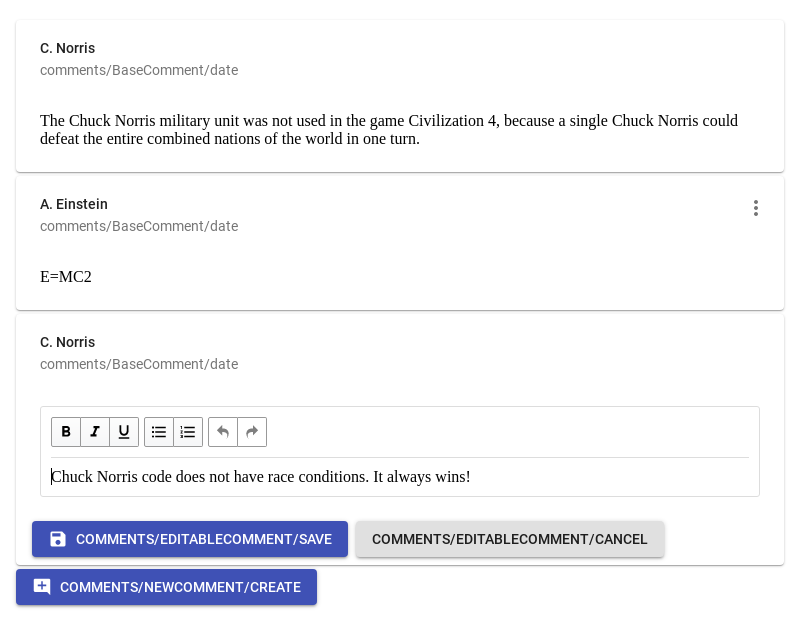 C. Norris
comments/BaseComment/date
The Chuck Norris military unit was not used in the game Civilization 4, because a single Chuck Norris could
defeat the entire combined nations of the world in one turn.
A. Einstein
comments/BaseComment/date
E=MC2
C. Norris
comments/BaseComment/date
B I U
Chuck Norris code does not have race conditions. It always wins!
COMMENTS/EDITABLECOMMENT/SAVE COMMENTS/EDITABLECOMMENT/CANCEL
COMMENTS/NEWCOMMENT/CREATE